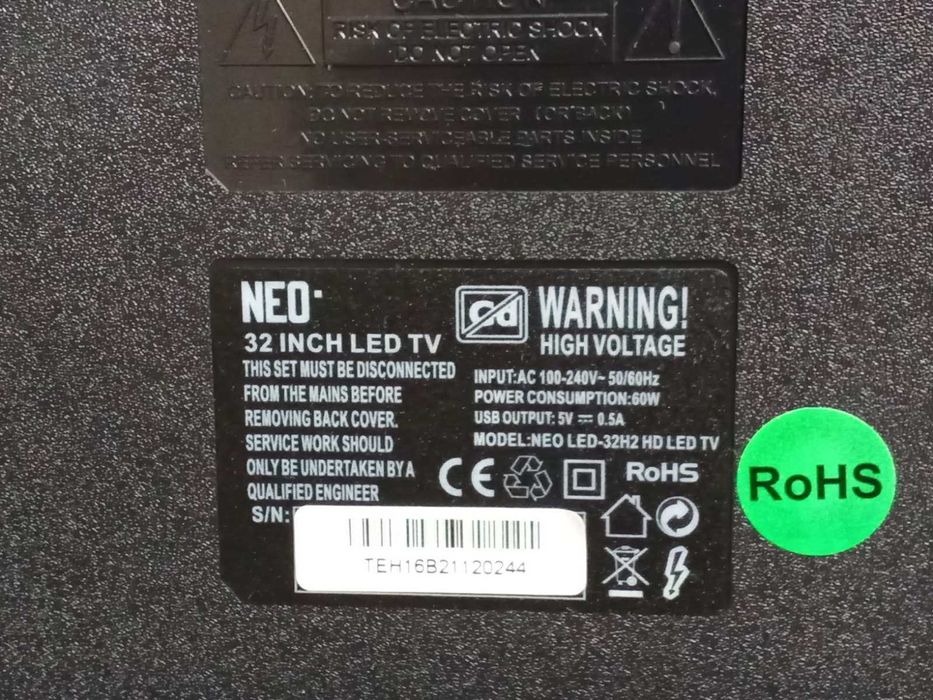 CAUTION
RISK OF ELECTRIC SHOCK
DO NOT OPEN
CAUTION: TO REDUCE THE RISK OF ELECTRIC SHOCK,
DO NOT REMOVE COVER (OR BACK)
NO USER-SERVICEABLE PARTS INSIDE
REFER SERVICING TO QUALIFIED SERVICE PERSONNEL
NEO
32 INCH LED TV
THIS SET MUST BE DISCONNECTED
FROM THE MAINS BEFORE
REMOVING BACK COVER.
SERVICE WORK SHOULD
ONLY BE UNDERTAKEN BY A
QUALIFIED ENGINEER
S/N:
TEH16B21120244
Cd
WARNING!
HIGH VOLTAGE
INPUT:AC 100-240V~ 50/60Hz
POWER CONSUMPTION:60W
USB OUTPUT: 5V ⎓ 0.5A
MODEL:NEO LED-32H2 HD LED TV
CE
RoHS
RoHS